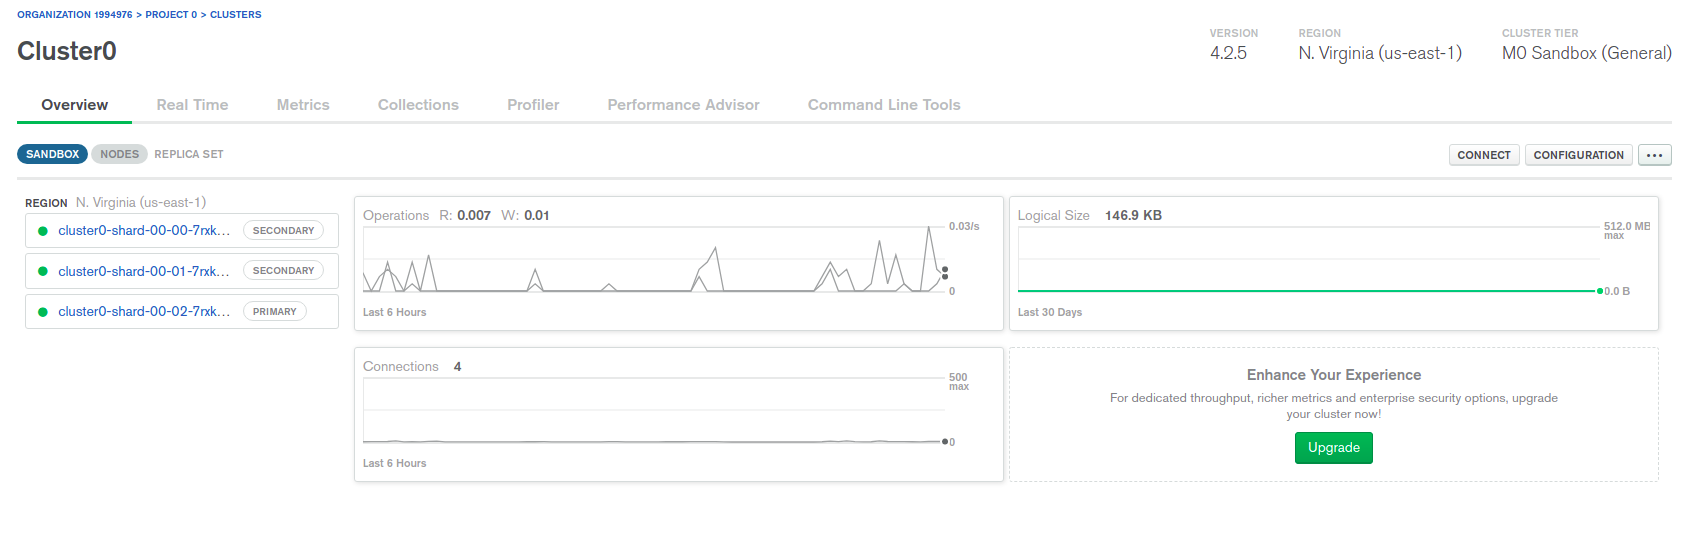 ORGANIZATION 1994976 > PROJECT 0 > CLUSTERS
Cluster0
VERSION
4.2.5
REGION
N. Virginia (us-east-1)
CLUSTER TIER
M0 Sandbox (General)
Overview Real Time Metrics Collections Profiler Performance Advisor Command Line Tools
SANDBOX NODES REPLICA SET
CONNECT CONFIGURATION ...
REGION N. Virginia (us-east-1)
cluster0-shard-00-00-7rxk... SECONDARY
cluster0-shard-00-01-7rxk... SECONDARY
cluster0-shard-00-02-7rxk... PRIMARY
Operations R: 0.007 W: 0.01
0.03/s
0
Last 6 Hours
Logical Size 146.9 KB
512.0 MB
max
0.0 B
Last 30 Days
Connections 4
500
max
0
Last 6 Hours
Enhance Your Experience
For dedicated throughput, richer metrics and enterprise security options, upgrade
your cluster now!
Upgrade